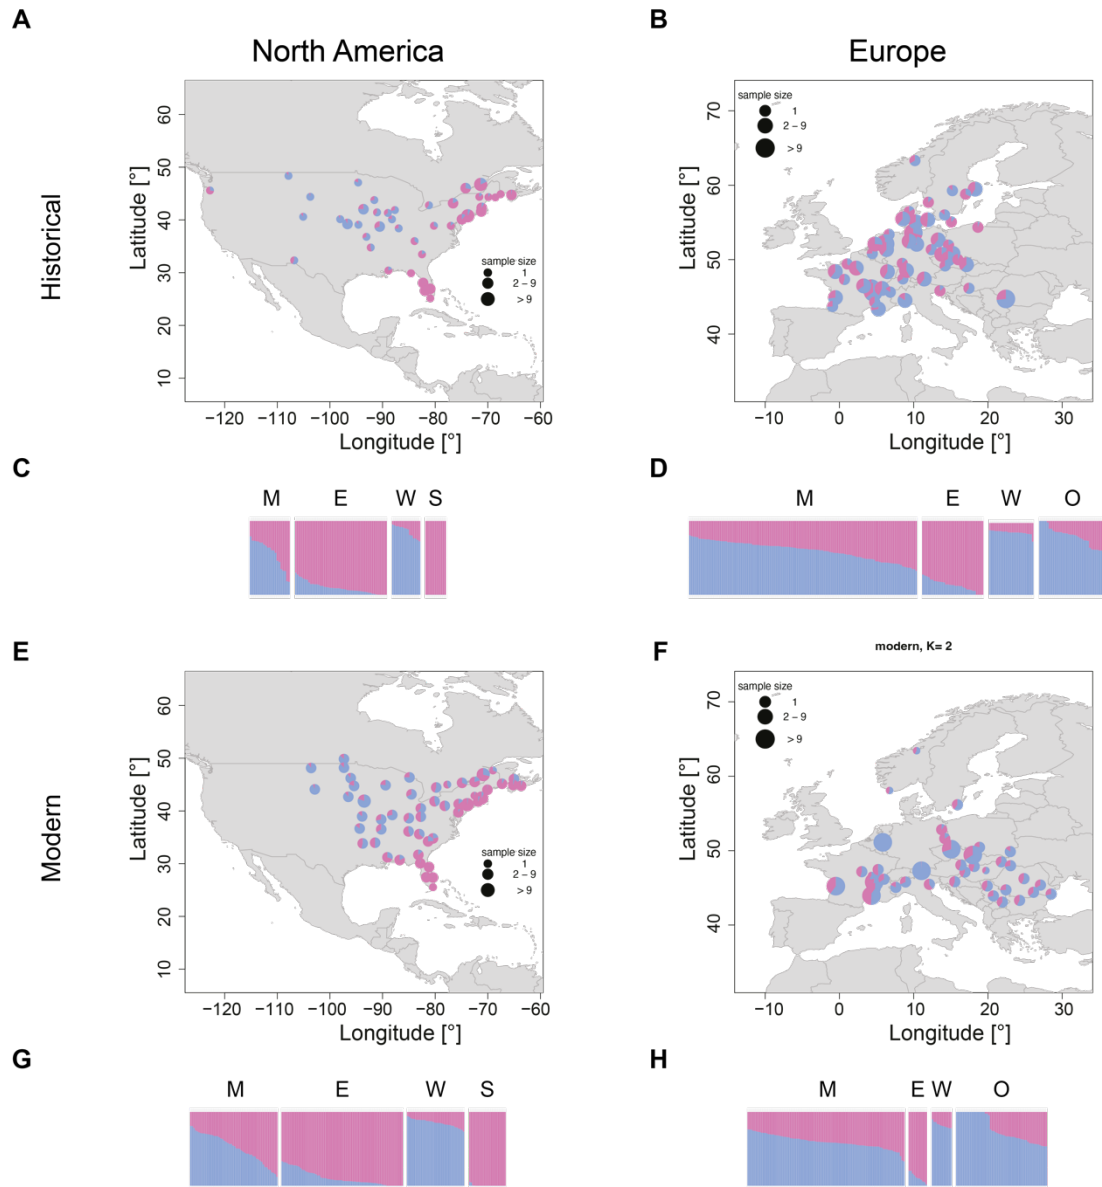 A
B
North America
Europe
Historical
Latitude [°]
60
50
40
30
20
10
sample size
1
2 – 9
> 9
−120 −110 −100 −90 −80 −70 −60
Longitude [°]
Latitude [°]
70
60
50
40
sample size
1
2 – 9
> 9
−10 0 10 20 30
Longitude [°]
C
D
M E W S
M E W O
E
F
modern, K= 2
Modern
Latitude [°]
60
50
40
30
20
10
sample size
1
2 – 9
> 9
−120 −110 −100 −90 −80 −70 −60
Longitude [°]
Latitude [°]
70
60
50
40
sample size
1
2 – 9
> 9
−10 0 10 20 30
Longitude [°]
G
H
M E W S
M E W O